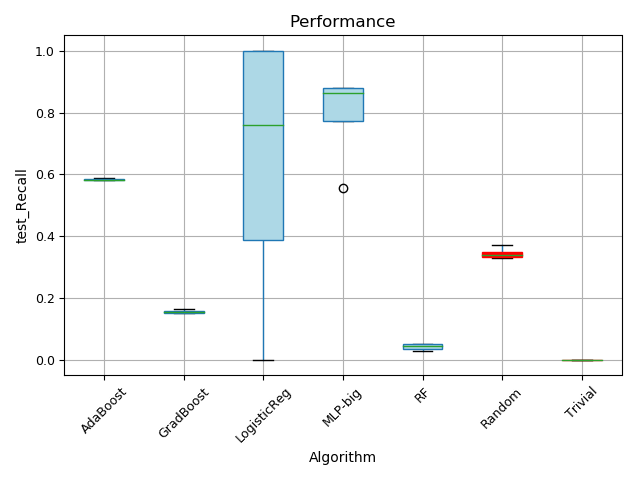 Performance
test_Recall
1.0
0.8
0.6
0.4
0.2
0.0
AdaBoost
GradBoost
LogisticReg
MLP-big
RF
Random
Trivial
Algorithm